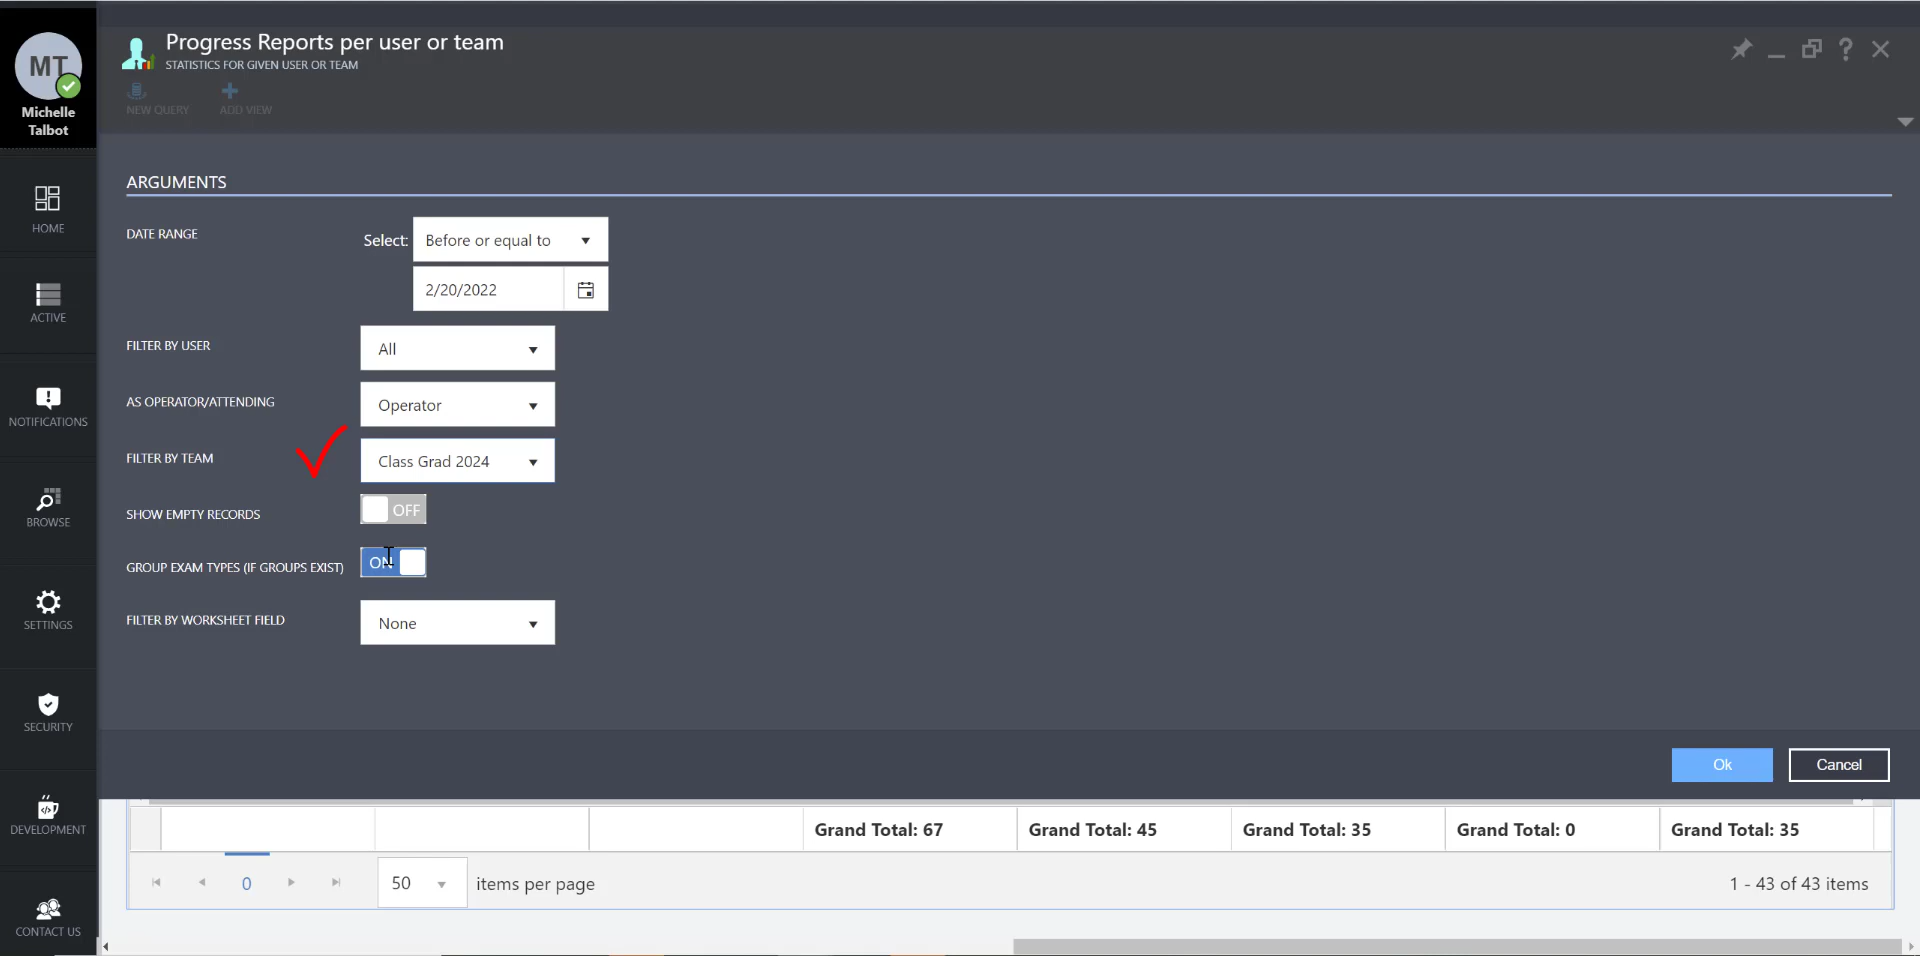 MT
Michelle
Talbot
HOME
ACTIVE
NOTIFICATIONS
BROWSE
SETTINGS
SECURITY
DEVELOPMENT
CONTACT US
Progress Reports per user or team
STATISTICS FOR GIVEN USER OR TEAM
NEW QUERY ADD VIEW
ARGUMENTS
DATE RANGE Select: Before or equal to
2/20/2022
FILTER BY USER All
AS OPERATOR/ATTENDING Operator
FILTER BY TEAM Class Grad 2024
SHOW EMPTY RECORDS OFF
GROUP EXAM TYPES (IF GROUPS EXIST) ON
FILTER BY WORKSHEET FIELD None
Ok Cancel
Grand Total: 67 Grand Total: 45 Grand Total: 35 Grand Total: 0 Grand Total: 35
0 50 items per page 1 - 43 of 43 items